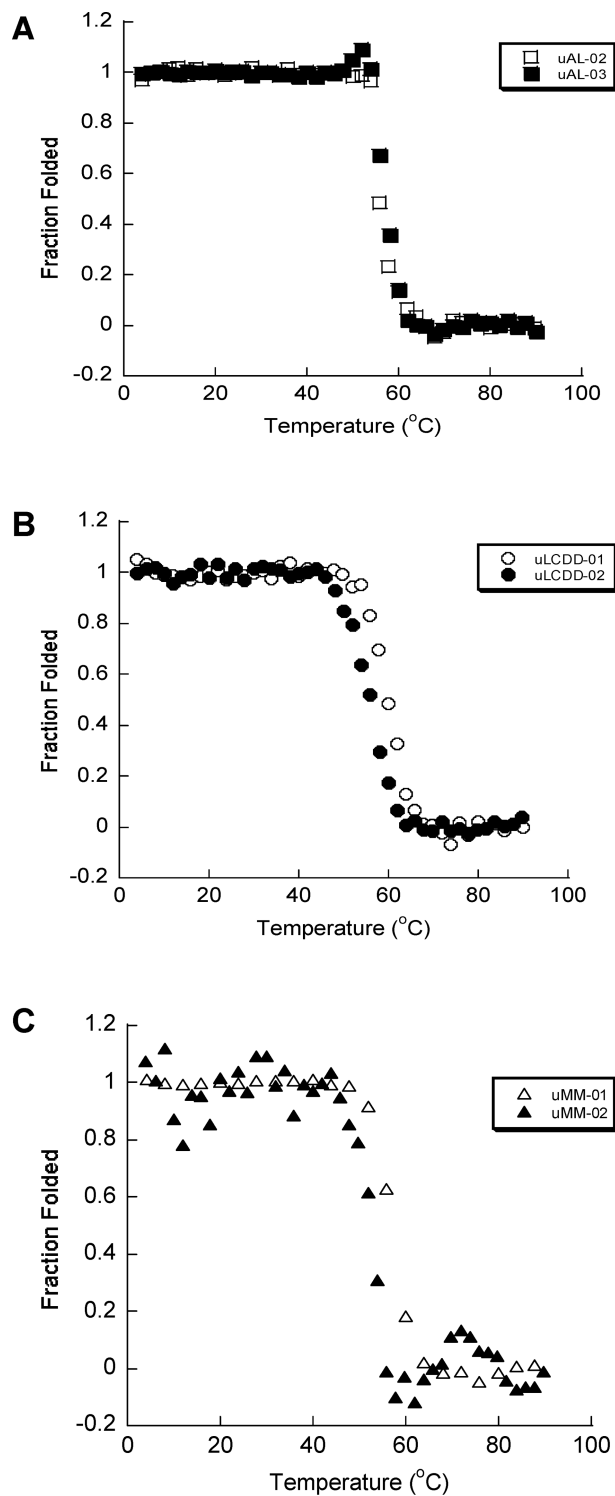 A
1.2
1
0.8
0.6
0.4
0.2
0
-0.2
Fraction Folded
0 20 40 60 80 100
Temperature (°C)
uAL-02
uAL-03
B
1.2
1
0.8
0.6
0.4
0.2
0
-0.2
Fraction Folded
0 20 40 60 80 100
Temperature (°C)
uLCDD-01
uLCDD-02
C
1.2
1
0.8
0.6
0.4
0.2
0
-0.2
Fraction Folded
0 20 40 60 80 100
Temperature (°C)
uMM-01
uMM-02